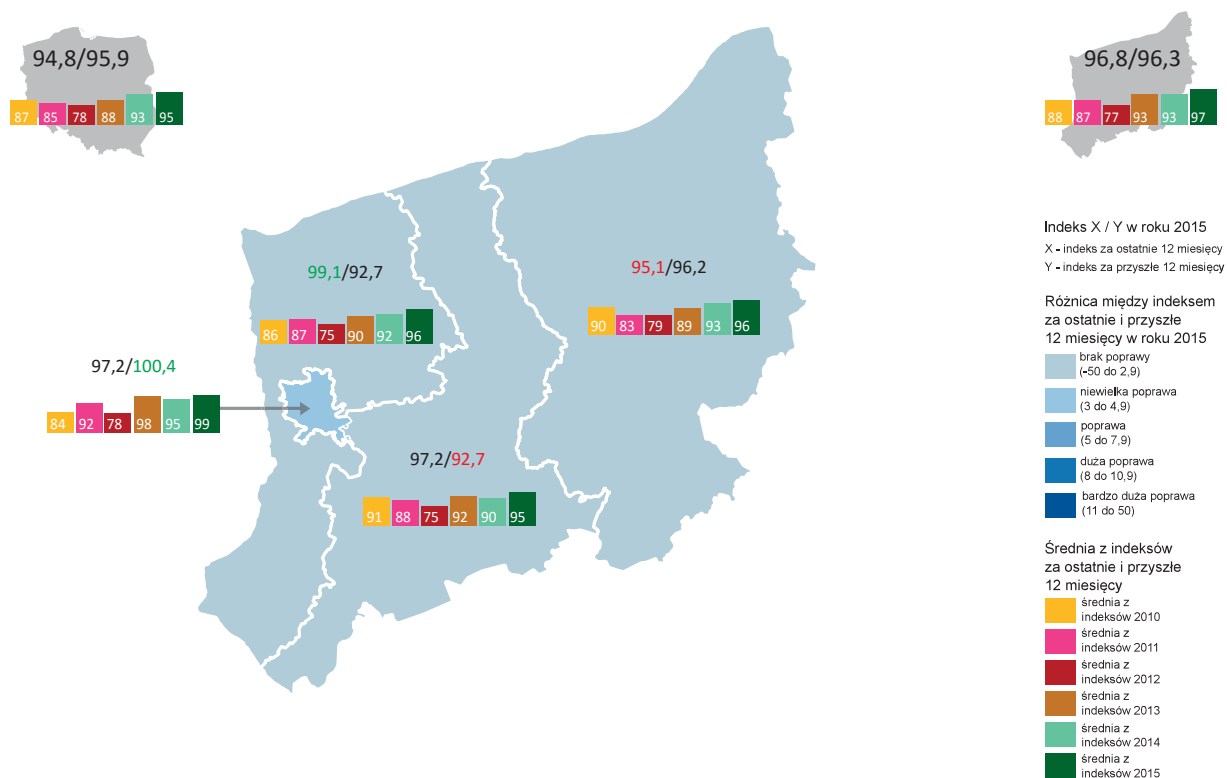 94,8/95,9
87 85 78 88 93 95
96,8/96,3
88 87 77 93 93 97
99,1/92,7
86 87 75 90 92 96
95,1/96,2
90 83 79 89 93 96
97,2/100,4
84 92 78 98 95 99
97,2/92,7
91 88 75 92 90 95
Indeks X / Y w roku 2015
X - indeks za ostatnie 12 miesięcy
Y - indeks za przyszłe 12 miesięcy
Różnica między indeksem
za ostatnie i przyszłe
12 miesięcy w roku 2015
brak poprawy
(-50 do 2,9)
niewielka poprawa
(3 do 4,9)
poprawa
(5 do 7,9)
duża poprawa
(8 do 10,9)
bardzo duża poprawa
(11 do 50)
Średnia z indeksów
za ostatnie i przyszłe
12 miesięcy
średnia z
indeksów 2010
średnia z
indeksów 2011
średnia z
indeksów 2012
średnia z
indeksów 2013
średnia z
indeksów 2014
średnia z
indeksów 2015